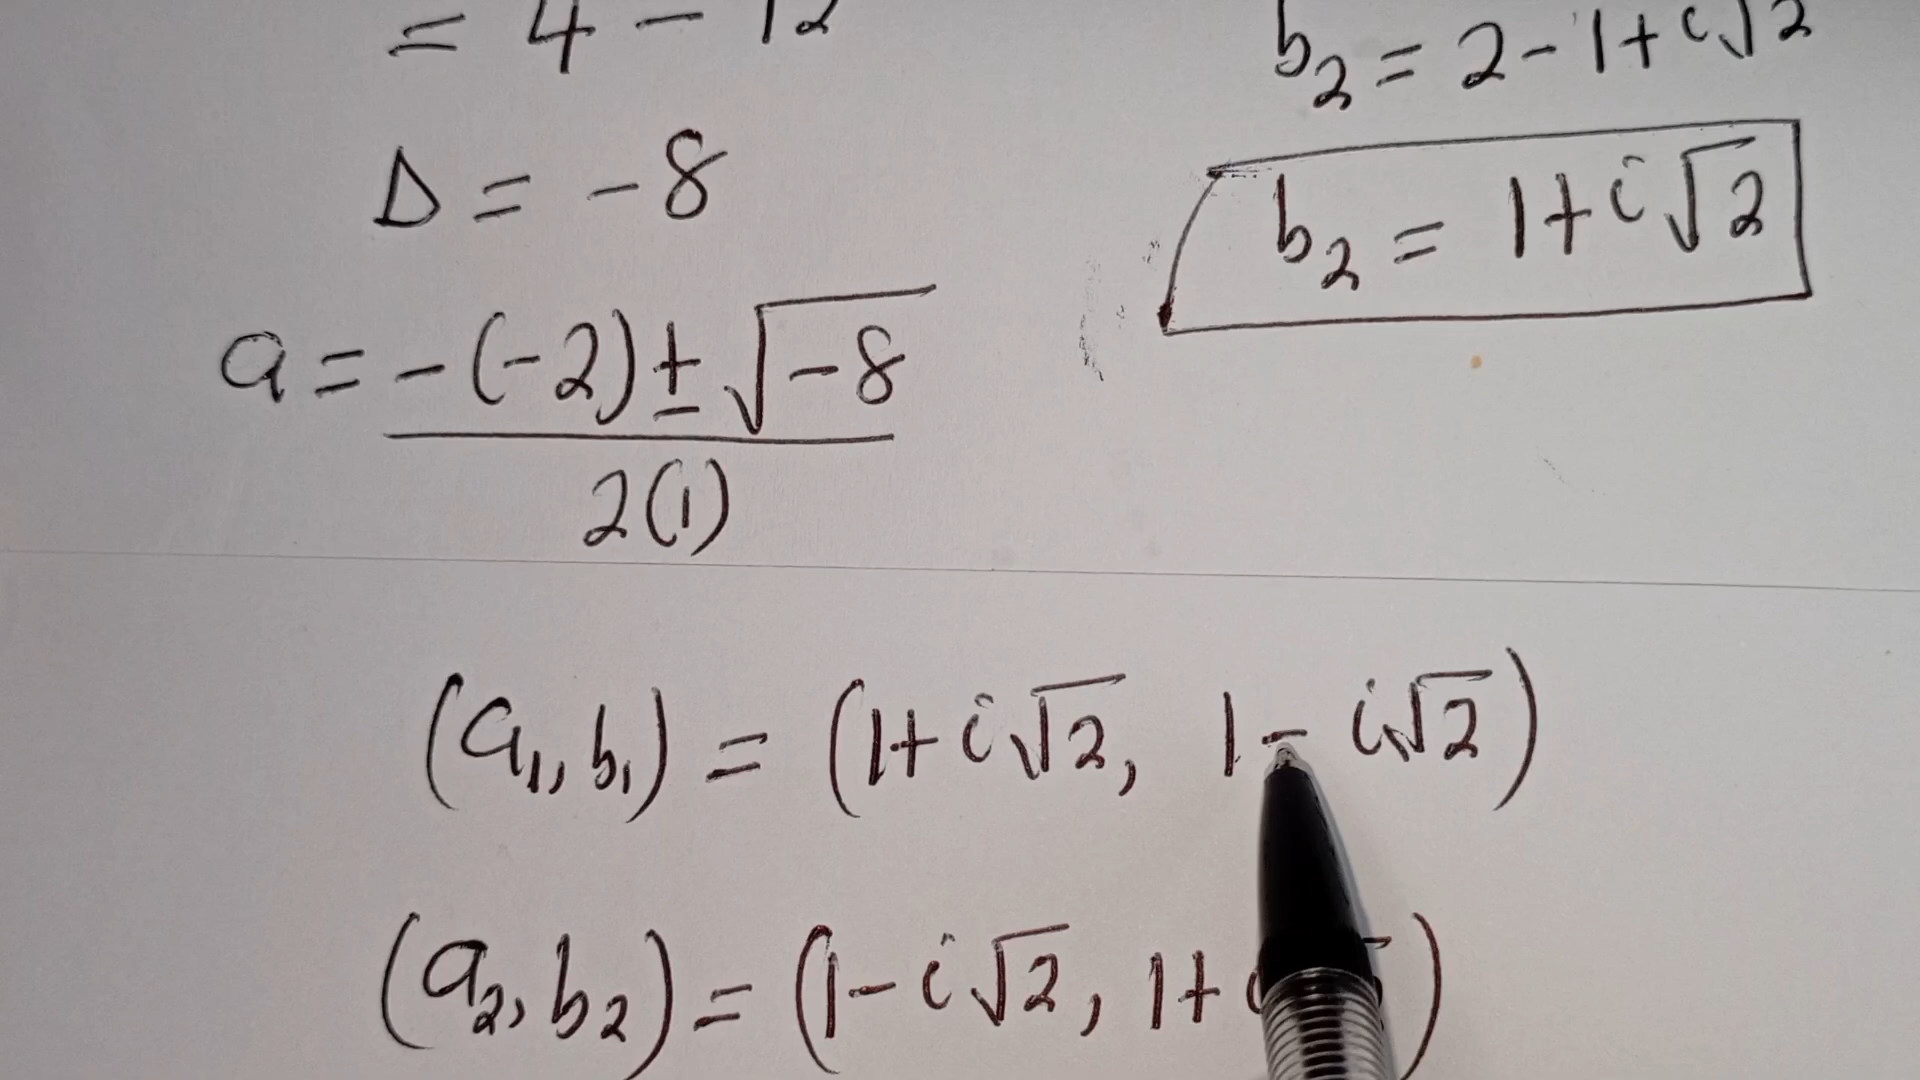 = 4 - 12
Δ = -8
a = -(-2) ± √-8
2(1)
b₂ = 2 - 1 + i√2
b₂ = 1 + i√2
(a₁, b₁) = (1 + i√2, 1 - i√2)
(a₂, b₂) = (1 - i√2, 1 + )